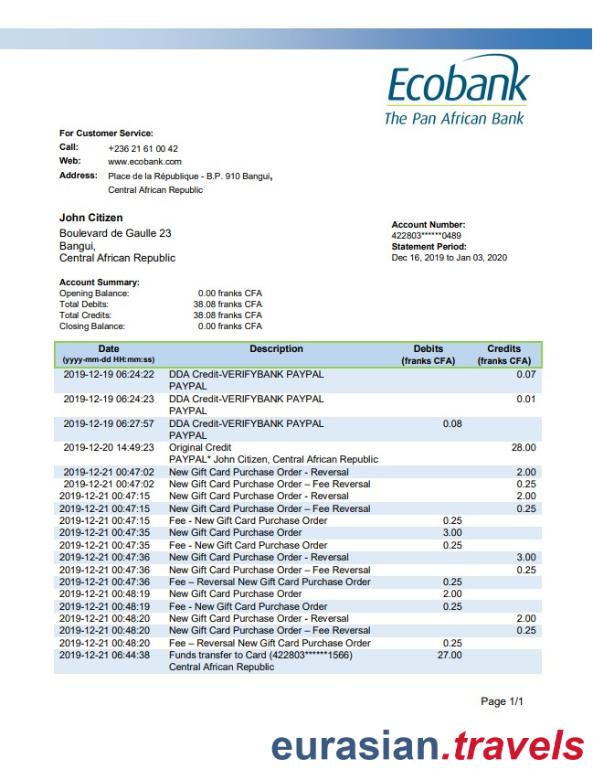 Ecobank
The Pan African Bank
For Customer Service:
Call: +236 21 61 00 42
Web: www.ecobank.com
Address: Place de la République - B.P. 910 Bangui,
Central African Republic
John Citizen
Boulevard de Gaulle 23
Bangui,
Central African Republic
Account Number:
422803******0489
Statement Period:
Dec 16, 2019 to Jan 03, 2020
Account Summary:
Opening Balance: 0.00 franks CFA
Total Debits: 38.08 franks CFA
Total Credits: 38.08 franks CFA
Closing Balance: 0.00 franks CFA
Date Description Debits Credits
(yyyy-mm-dd HH:mm:ss) (franks CFA) (franks CFA)
2019-12-19 06:24:22 DDA Credit-VERIFYBANK PAYPAL 0.07
PAYPAL
2019-12-19 06:24:23 DDA Credit-VERIFYBANK PAYPAL 0.01
PAYPAL
2019-12-19 06:27:57 DDA Credit-VERIFYBANK PAYPAL 0.08
PAYPAL
2019-12-20 14:49:23 Original Credit 28.00
PAYPAL* John Citizen, Central African Republic
2019-12-21 00:47:02 New Gift Card Purchase Order - Reversal 2.00
2019-12-21 00:47:02 New Gift Card Purchase Order – Fee Reversal 0.25
2019-12-21 00:47:15 New Gift Card Purchase Order - Reversal 2.00
2019-12-21 00:47:15 New Gift Card Purchase Order – Fee Reversal 0.25
2019-12-21 00:47:15 Fee - New Gift Card Purchase Order 0.25
2019-12-21 00:47:35 New Gift Card Purchase Order 3.00
2019-12-21 00:47:35 Fee - New Gift Card Purchase Order 0.25
2019-12-21 00:47:36 New Gift Card Purchase Order - Reversal 3.00
2019-12-21 00:47:36 New Gift Card Purchase Order – Fee Reversal 0.25
2019-12-21 00:47:36 Fee – Reversal New Gift Card Purchase Order 0.25
2019-12-21 00:48:19 New Gift Card Purchase Order 2.00
2019-12-21 00:48:19 Fee - New Gift Card Purchase Order 0.25
2019-12-21 00:48:20 New Gift Card Purchase Order - Reversal 2.00
2019-12-21 00:48:20 New Gift Card Purchase Order – Fee Reversal 0.25
2019-12-21 00:48:20 Fee – Reversal New Gift Card Purchase Order 0.25
2019-12-21 06:44:38 Funds transfer to Card (422803******1566) 27.00
Central African Republic
Page 1/1
eurasian.travels